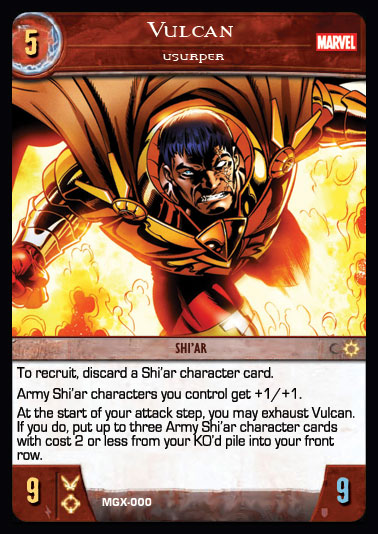 5
Vulcan
usurper
MARVEL
SHI'AR
C
To recruit, discard a Shi'ar character card.
Army Shi'ar characters you control get +1/+1.
At the start of your attack step, you may exhaust Vulcan.
If you do, put up to three Army Shi'ar character cards
with cost 2 or less from your KO'd pile into your front
row.
9
MGX-000
9